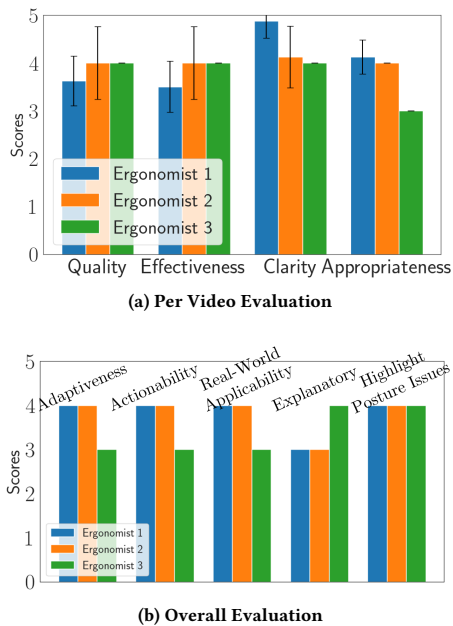 5
4
3
2
1
0
Scores
Ergonomist 1
Ergonomist 2
Ergonomist 3
Quality Effectiveness Clarity Appropriateness
(a) Per Video Evaluation
5
4
3
2
1
0
Scores
Adaptiveness
Actionability
Real-World
Applicability
Explanatory
Highlight
Posture Issues
Ergonomist 1
Ergonomist 2
Ergonomist 3
(b) Overall Evaluation